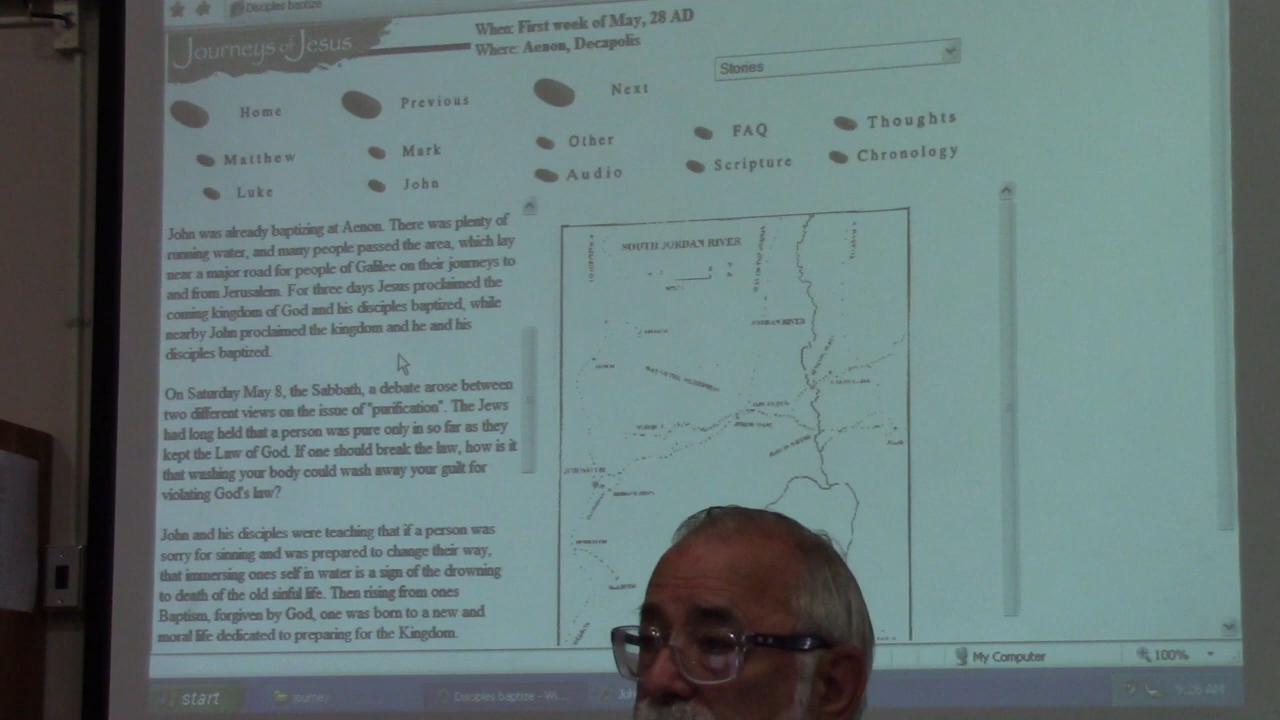 Disciples baptize
Journeys of Jesus
When: First week of May, 28 AD
Where: Aenon, Decapolis
Stories
Home
Previous
Next
Matthew
Mark
Other
FAQ
Thoughts
Luke
John
Audio
Scripture
Chronology
John was already baptizing at Aenon. There was plenty of
running water, and many people passed the area, which lay
near a major road for people of Galilee on their journeys to
and from Jerusalem. For three days Jesus proclaimed the
coming kingdom of God and his disciples baptized, while
nearby John proclaimed the kingdom and he and his
disciples baptized.
On Saturday May 8, the Sabbath, a debate arose between
two different views on the issue of "purification". The Jews
had long held that a person was pure only in so far as they
kept the Law of God. If one should break the law, how is it
that washing your body could wash away your guilt for
violating God's law?
John and his disciples were teaching that if a person was
sorry for sinning and was prepared to change their way,
that immersing ones self in water is a sign of the drowning
to death of the old sinful life. Then rising from ones
Baptism, forgiven by God, one was born to a new and
moral life dedicated to preparing for the Kingdom.
SOUTH JORDAN RIVER
JORDAN RIVER
My Computer
100%
start
journey
Disciples baptize - Wi...
Joh
9:26 AM